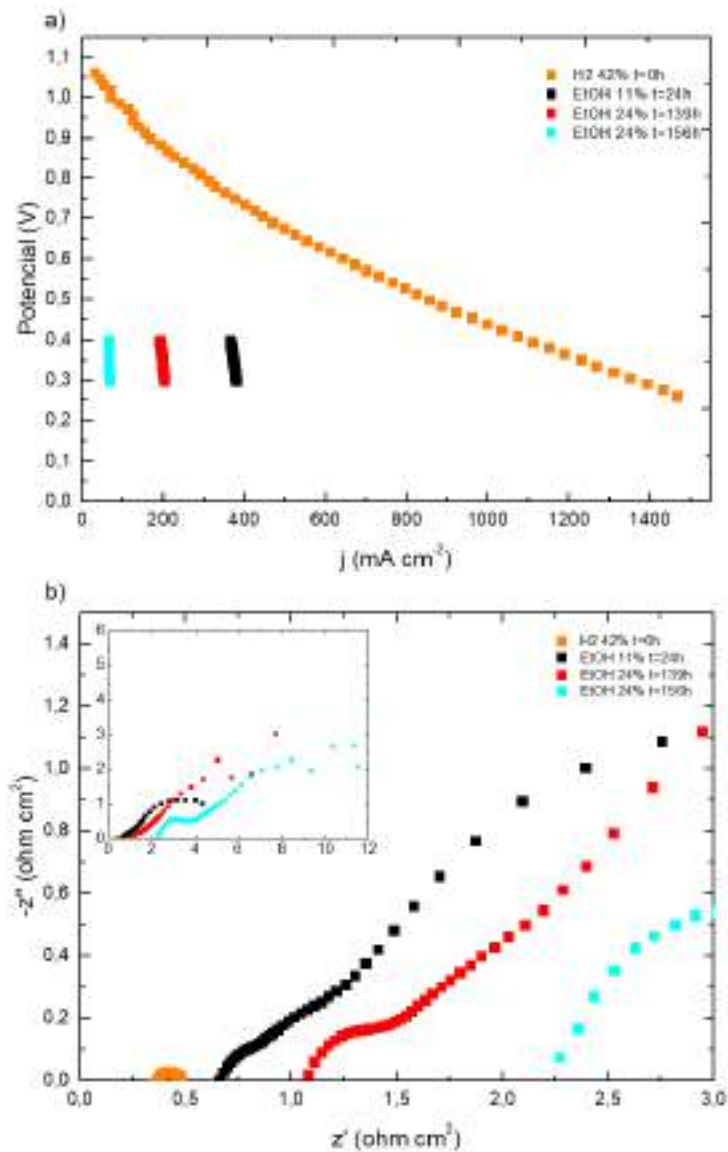 a)
1,1
1,0
0,9
0,8
0,7
0,6
0,5
0,4
0,3
0,2
0,1
0,0
Potencial (V)
H2 42% t=0h
EtOH 11% t=24h
EtOH 24% t=139h
EtOH 24% t=156h
0 200 400 600 800 1000 1200 1400
j (mA cm-2)
b)
1,4
1,2
1,0
0,8
0,6
0,4
0,2
0,0
-z'' (ohm cm2)
H2 42% t=0h
EtOH 11% t=24h
EtOH 24% t=139h
EtOH 24% t=156h
6
5
4
3
2
1
0
0 2 4 6 8 10 12
0,0 0,5 1,0 1,5 2,0 2,5 3,0
z' (ohm cm2)